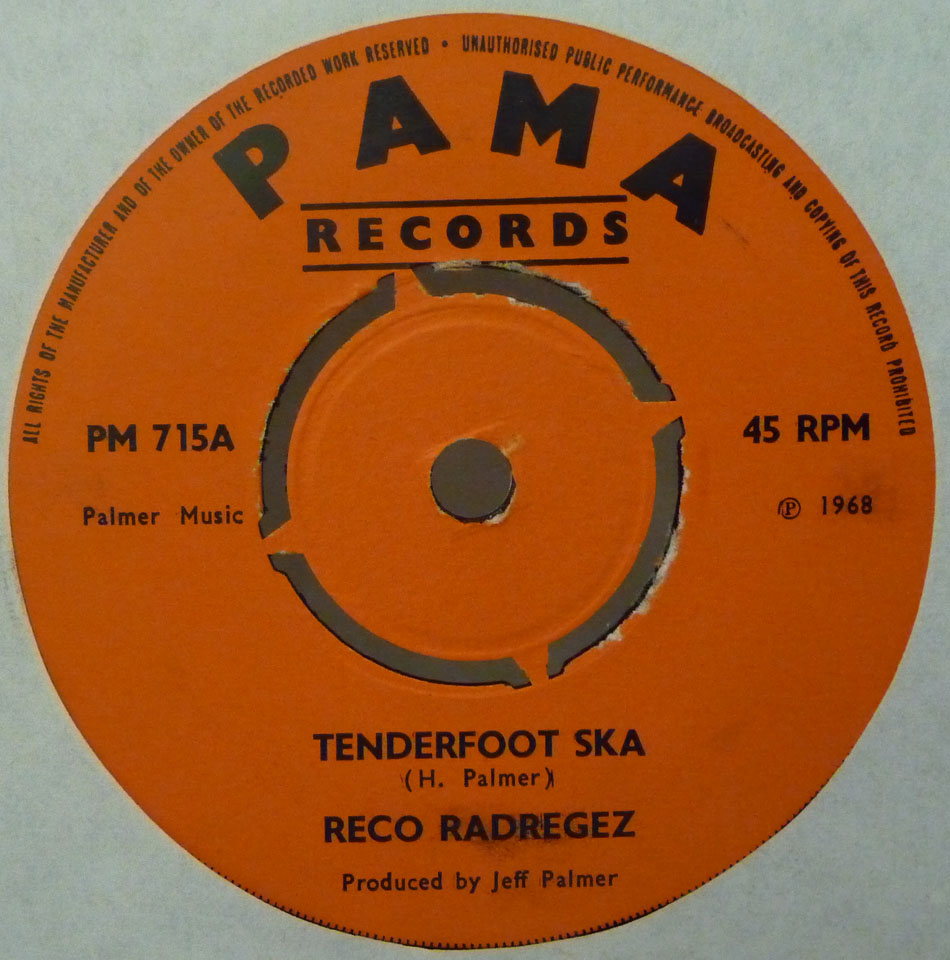 ALL RIGHTS OF THE MANUFACTURER AND OF THE OWNER OF THE RECORDED WORK RESERVED • UNAUTHORISED PUBLIC PERFORMANCE BROADCASTING AND COPYING OF THIS RECORD PROHIBITED
PAMA
RECORDS
PM 715A
45 RPM
Palmer Music
℗ 1968
TENDERFOOT SKA
(H. Palmer)
RECO RADREGEZ
Produced by Jeff Palmer